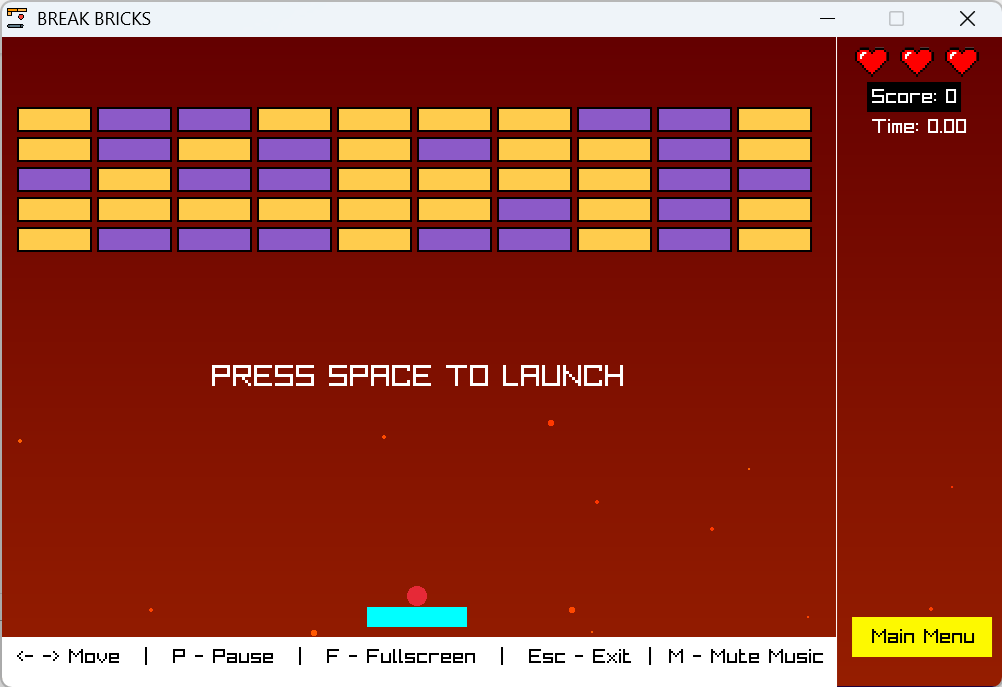 BREAK BRICKS
Score: 0
Time: 0.00
PRESS SPACE TO LAUNCH
Main Menu
<- -> Move | P - Pause | F - Fullscreen | Esc - Exit | M - Mute Music